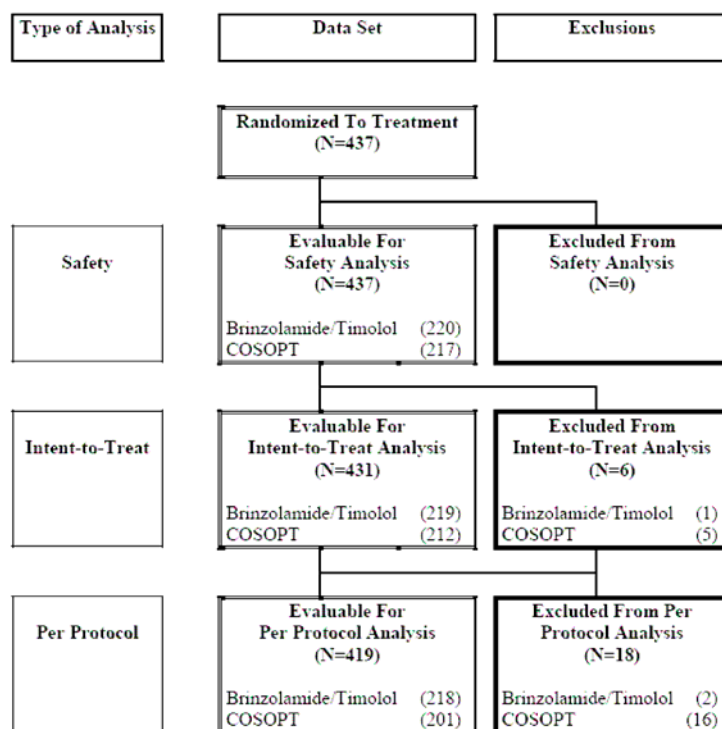 Type of Analysis
Data Set
Exclusions
Randomized To Treatment
(N=437)
Safety
Evaluable For
Safety Analysis
(N=437)
Brinzolamide/Timolol (220)
COSOPT (217)
Excluded From
Safety Analysis
(N=0)
Intent-to-Treat
Evaluable For
Intent-to-Treat Analysis
(N=431)
Brinzolamide/Timolol (219)
COSOPT (212)
Excluded From
Intent-to-Treat Analysis
(N=6)
Brinzolamide/Timolol (1)
COSOPT (5)
Per Protocol
Evaluable For
Per Protocol Analysis
(N=419)
Brinzolamide/Timolol (218)
COSOPT (201)
Excluded From Per
Protocol Analysis
(N=18)
Brinzolamide/Timolol (2)
COSOPT (16)